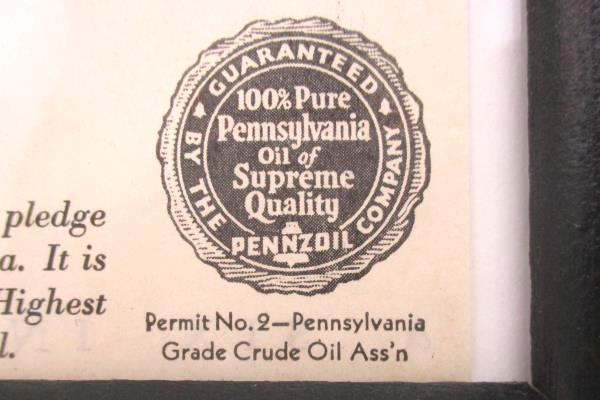 GUARANTEED
BY THE PENNZOIL COMPANY
100% Pure
Pennsylvania
Oil of
Supreme
Quality
pledge
a. It is
Highest
l.
Permit No. 2—Pennsylvania
Grade Crude Oil Ass'n